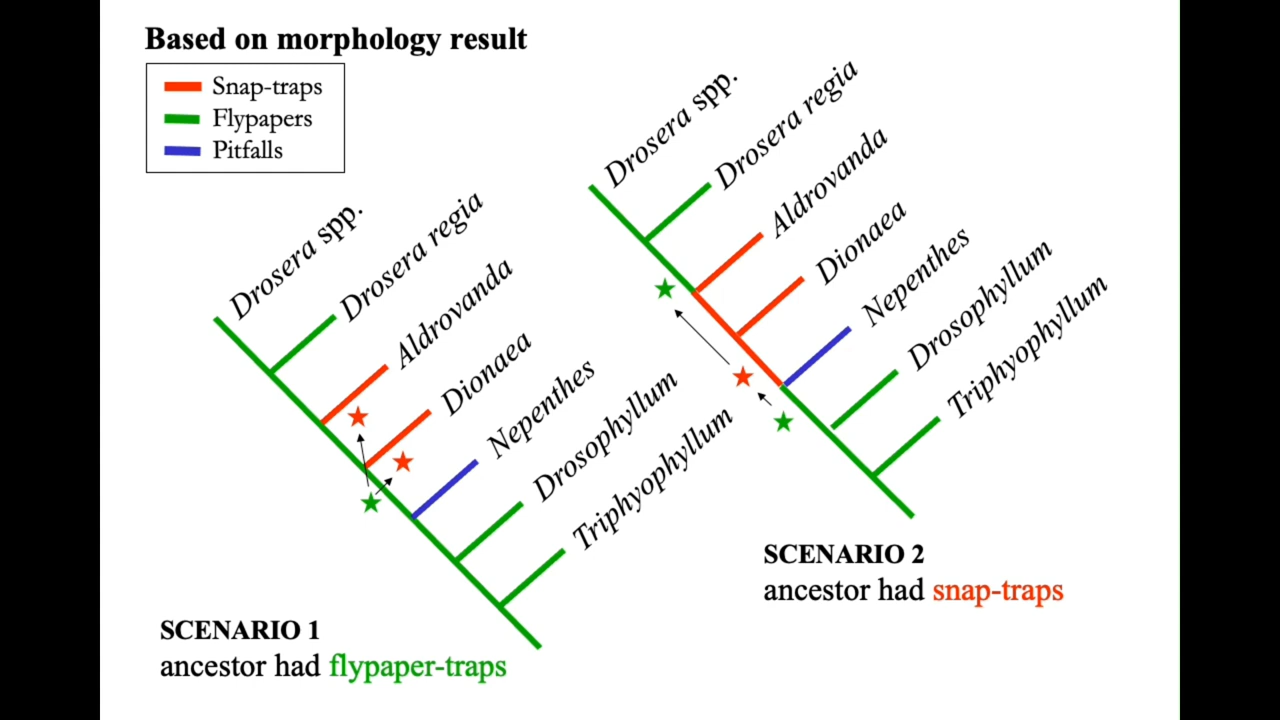 Based on morphology result
Snap-traps
Flypapers
Pitfalls
Drosera spp.
Drosera regia
Aldrovanda
Dionaea
Nepenthes
Drosophyllum
Triphyophyllum
SCENARIO 1
ancestor had flypaper-traps
Drosera spp.
Drosera regia
Aldrovanda
Dionaea
Nepenthes
Drosophyllum
Triphyophyllum
SCENARIO 2
ancestor had snap-traps